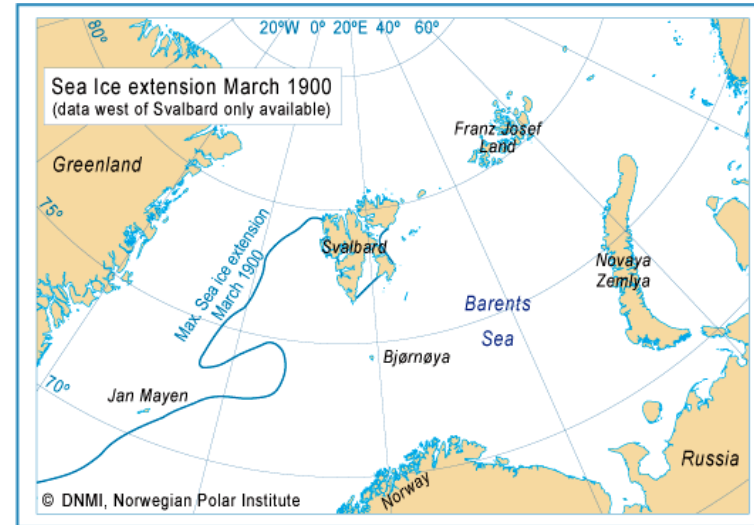 80º
20ºW 0º 20ºE 40º 60º
Sea Ice extension March 1900
(data west of Svalbard only available)
Franz Josef
Land
Greenland
75º
Max. Sea ice extension
March 1900
Svalbard
Novaya
Zemlya
Barents
Sea
Bjørnøya
70º
Jan Mayen
Norway
Russia
© DNMI, Norwegian Polar Institute